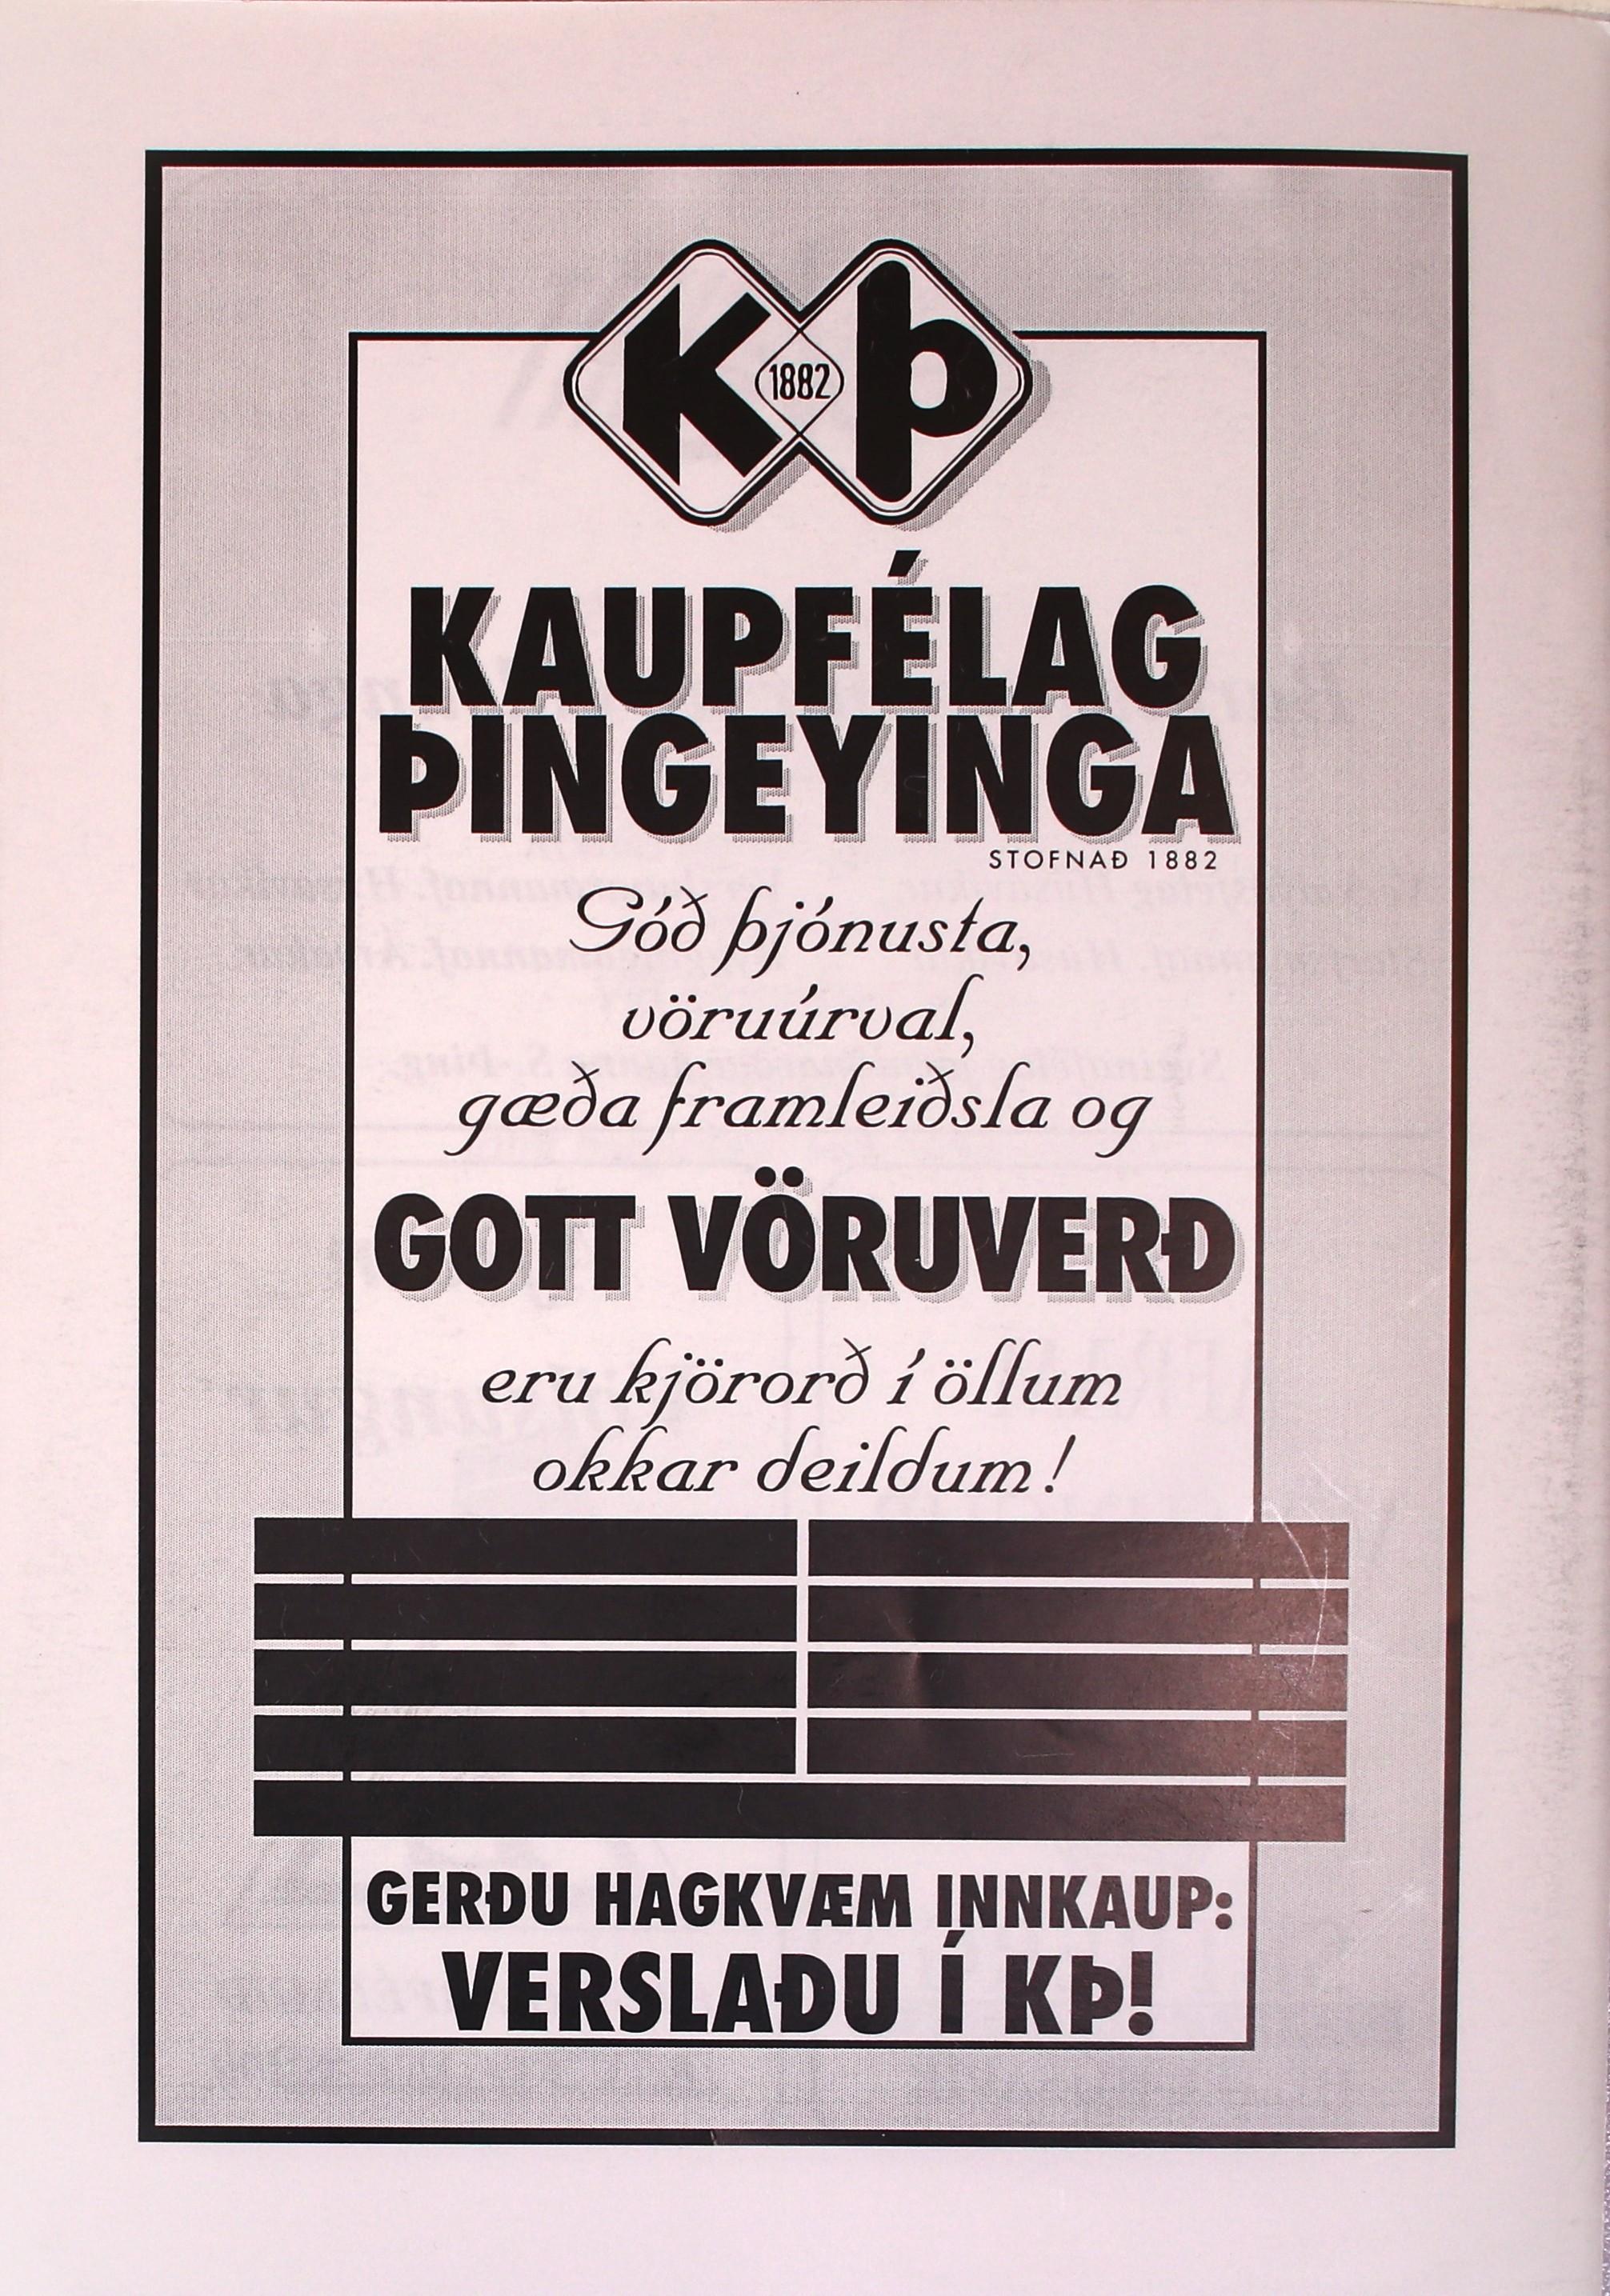 K 1882 Þ
KAUPFÉLAG
ÞINGEYINGA
STOFNAÐ 1882
Góð þjónusta,
vöruúrval,
gæða framleiðsla og
GOTT VÖRUVERÐ
eru kjörorð í öllum
okkar deildum!
GERÐU HAGKVÆM INNKAUP:
VERSLAÐU Í KÞ!